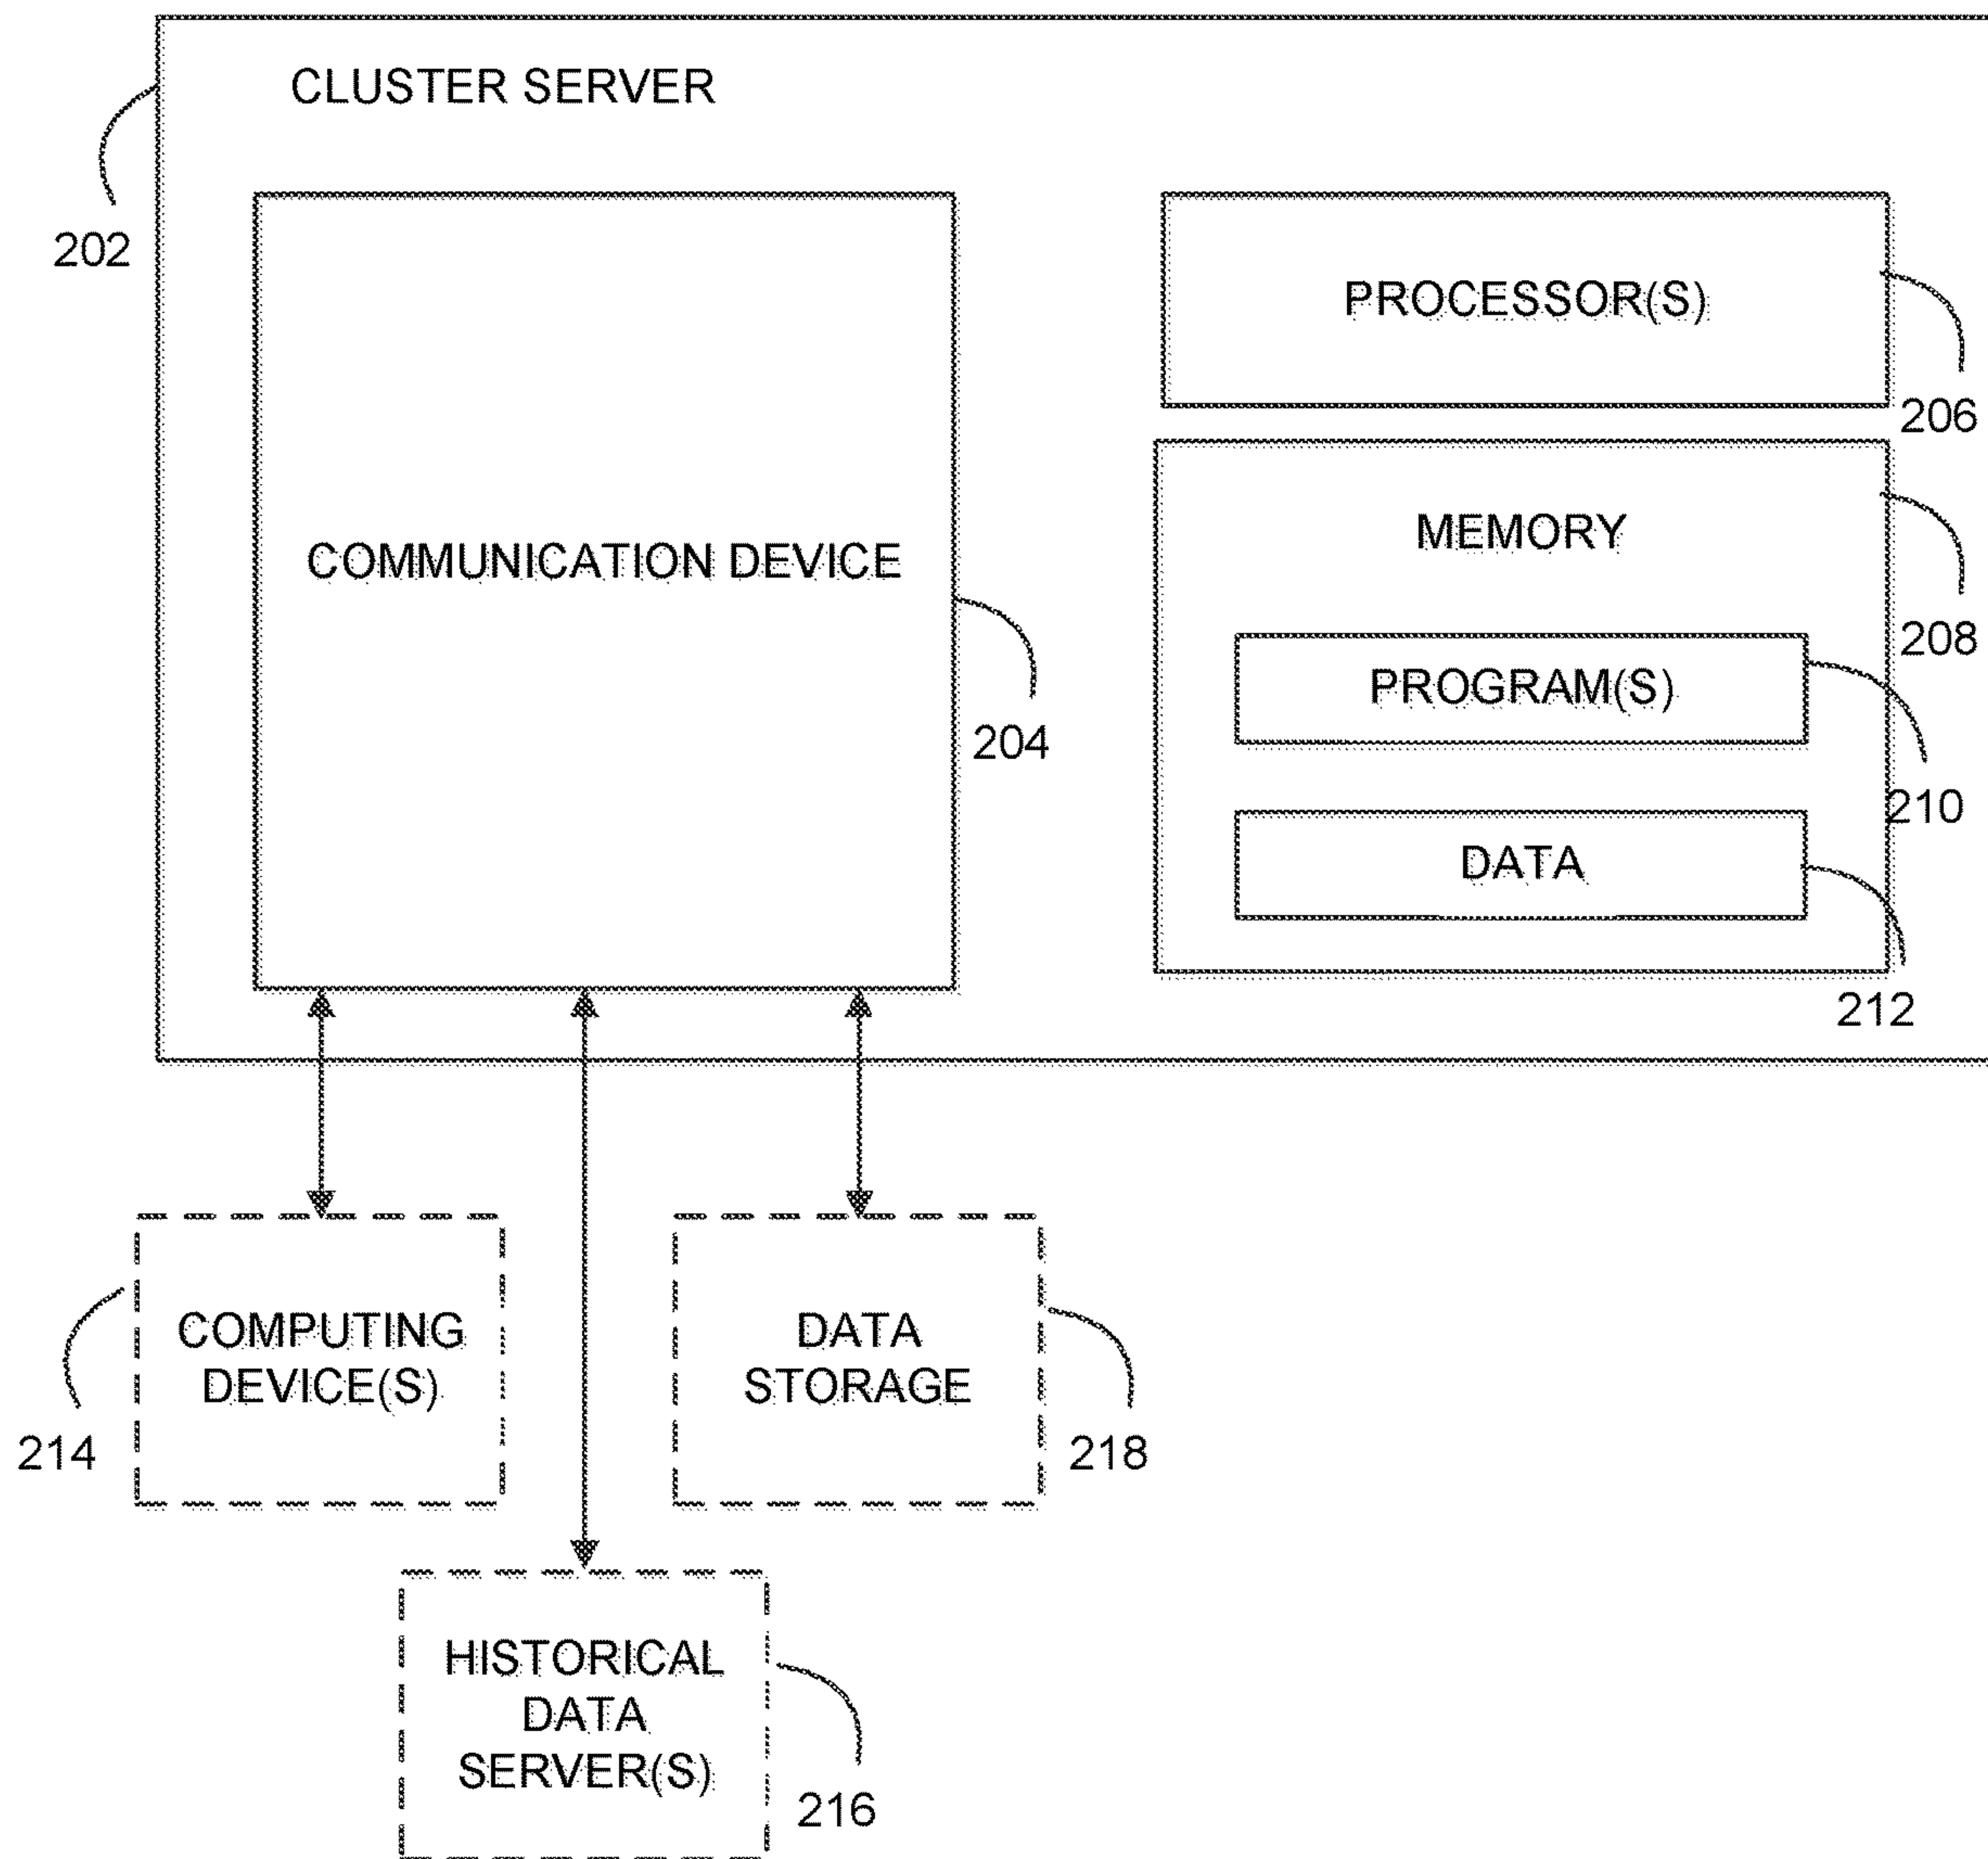 CLUSTER SERVER
202
COMMUNICATION DEVICE
204
PROCESSOR(S)
206
MEMORY
208
PROGRAM(S)
210
DATA
212
COMPUTING
DEVICE(S)
214
DATA
STORAGE
218
HISTORICAL
DATA
SERVER(S)
216